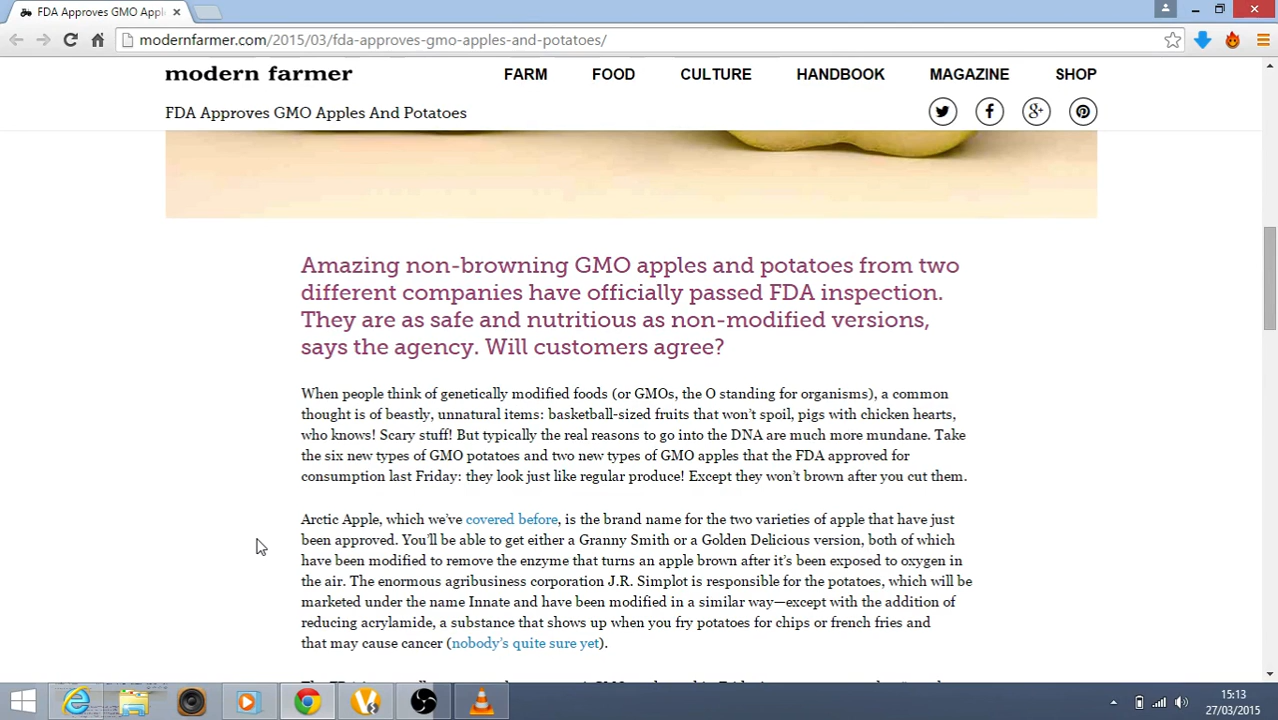 FDA Approves GMO Appl
modernfarmer.com/2015/03/fda-approves-gmo-apples-and-potatoes/
modern farmer FARM FOOD CULTURE HANDBOOK MAGAZINE SHOP
FDA Approves GMO Apples And Potatoes
Amazing non-browning GMO apples and potatoes from two
different companies have officially passed FDA inspection.
They are as safe and nutritious as non-modified versions,
says the agency. Will customers agree?
When people think of genetically modified foods (or GMOs, the O standing for organisms), a common
thought is of beastly, unnatural items: basketball-sized fruits that won't spoil, pigs with chicken hearts,
who knows! Scary stuff! But typically the real reasons to go into the DNA are much more mundane. Take
the six new types of GMO potatoes and two new types of GMO apples that the FDA approved for
consumption last Friday: they look just like regular produce! Except they won't brown after you cut them.
Arctic Apple, which we've covered before, is the brand name for the two varieties of apple that have just
been approved. You'll be able to get either a Granny Smith or a Golden Delicious version, both of which
have been modified to remove the enzyme that turns an apple brown after it's been exposed to oxygen in
the air. The enormous agribusiness corporation J.R. Simplot is responsible for the potatoes, which will be
marketed under the name Innate and have been modified in a similar way—except with the addition of
reducing acrylamide, a substance that shows up when you fry potatoes for chips or french fries and
that may cause cancer (nobody's quite sure yet).
15:13
27/03/2015